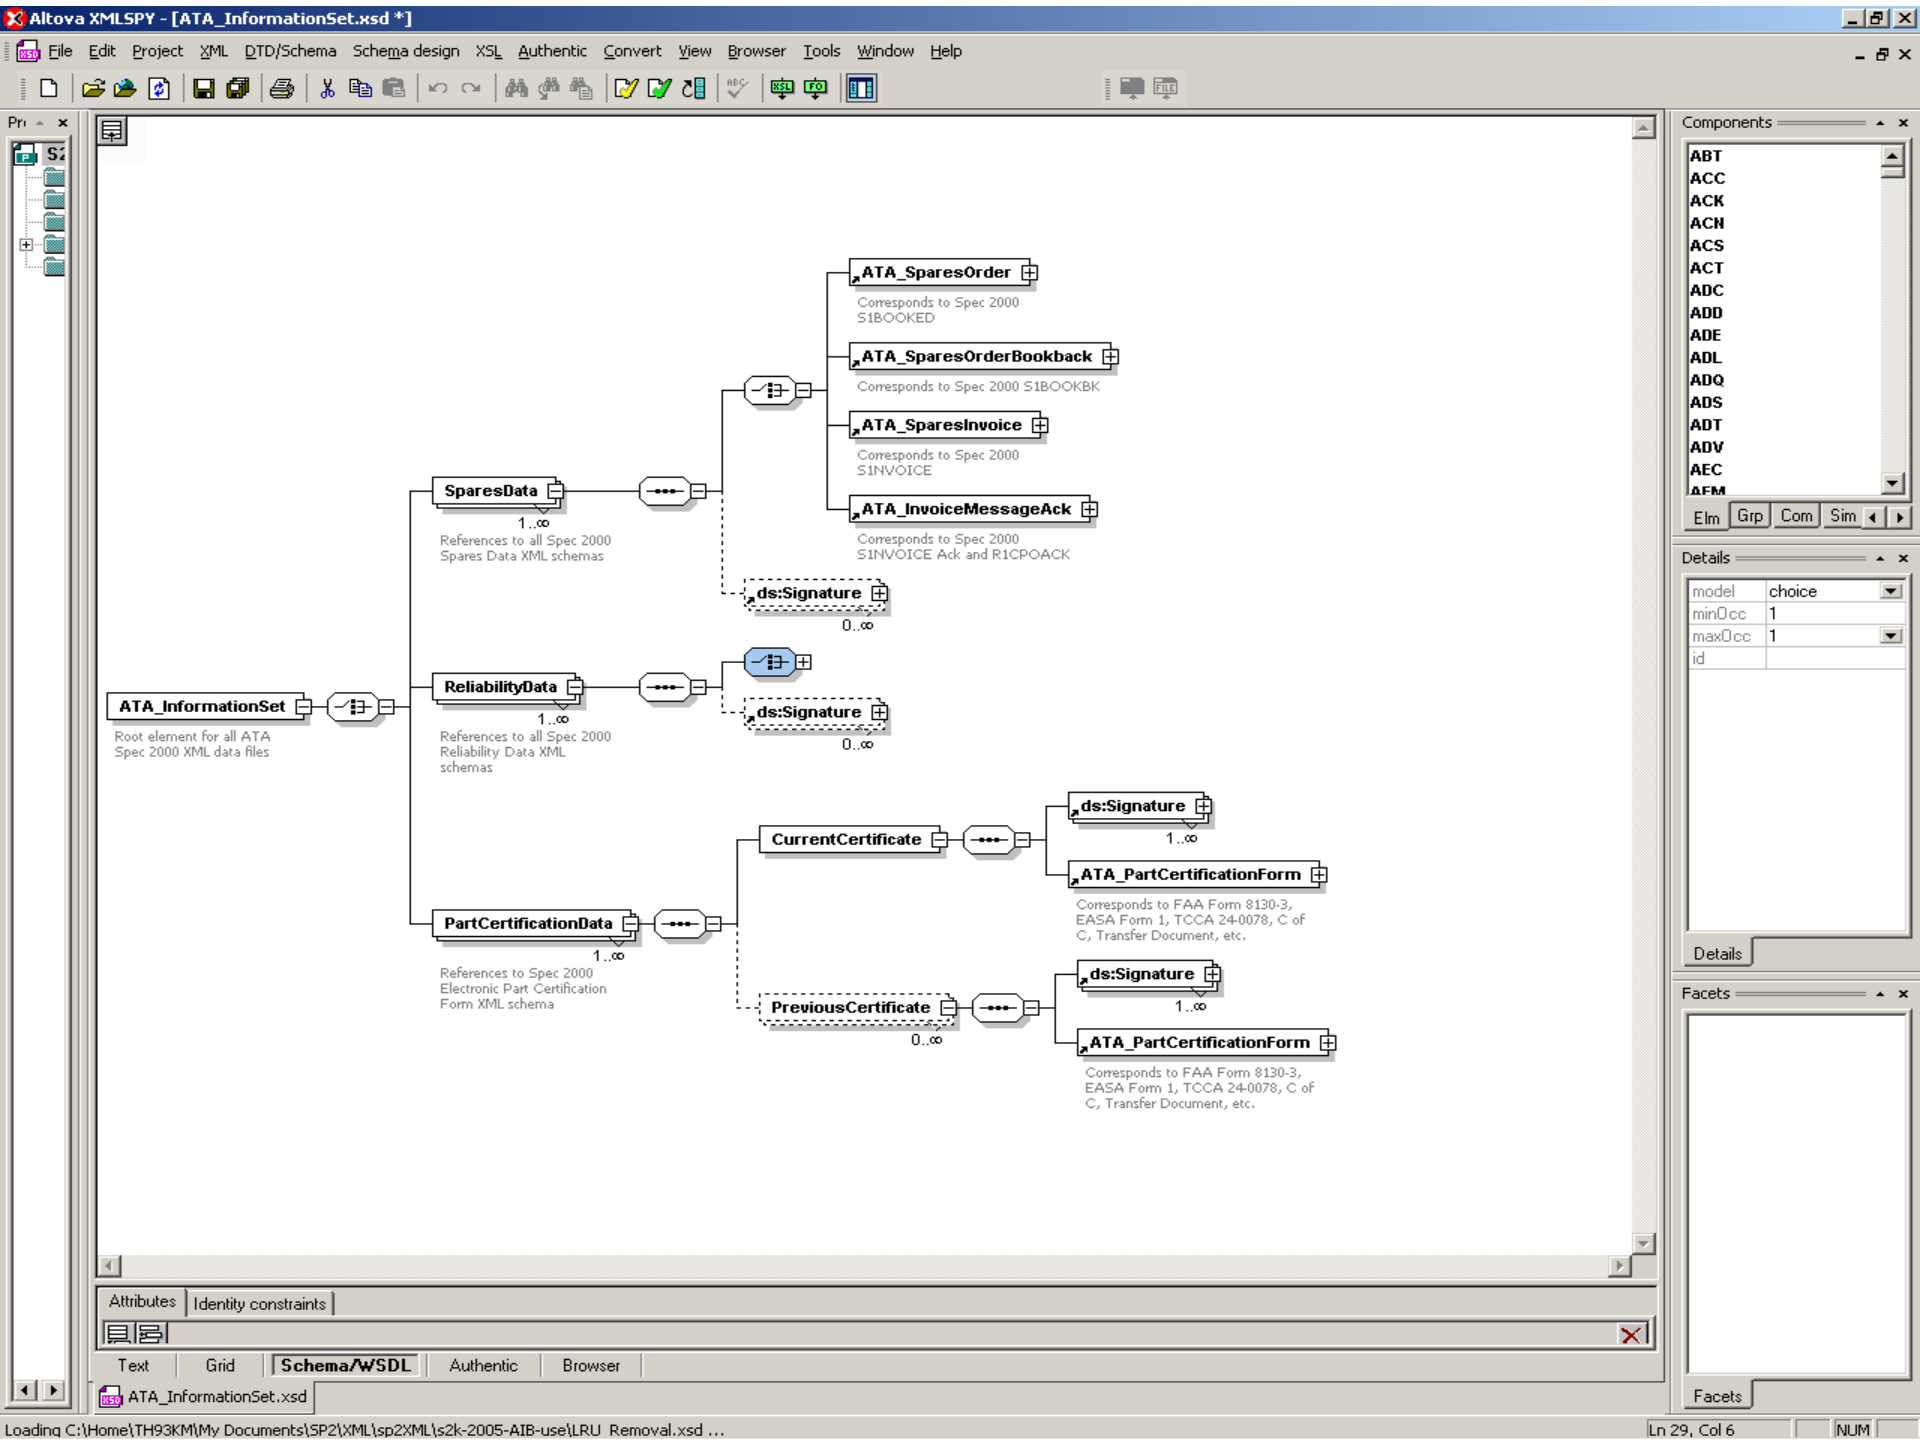 Altova XMLSPY - [ATA_InformationSet.xsd *]
File Edit Project XML DTD/Schema Schema design XSL Authentic Convert View Browser Tools Window Help
Components
ABT
ACC
ACK
ACN
ACS
ACT
ADC
ADD
ADE
ADL
ADQ
ADS
ADT
ADV
AEC
AEM
Elm Grp Com Sim
ATA_SparesOrder
Corresponds to Spec 2000
S1BOOKED
ATA_SparesOrderBookback
Corresponds to Spec 2000 S1BOOKBK
ATA_SparesInvoice
Corresponds to Spec 2000
S1NVOICE
ATA_InvoiceMessageAck
Corresponds to Spec 2000
S1NVOICE Ack and R1CPOACK
SparesData
1..∞
References to all Spec 2000
Spares Data XML schemas
ds:Signature
0..∞
ReliabilityData
1..∞
References to all Spec 2000
Reliability Data XML
schemas
ds:Signature
0..∞
ATA_InformationSet
Root element for all ATA
Spec 2000 XML data files
ds:Signature
1..∞
CurrentCertificate
ATA_PartCertificationForm
Corresponds to FAA Form 8130-3,
EASA Form 1, TCCA 24-0078, C of
C, Transfer Document, etc.
PartCertificationData
1..∞
References to Spec 2000
Electronic Part Certification
Form XML schema
ds:Signature
1..∞
PreviousCertificate
0..∞
ATA_PartCertificationForm
Corresponds to FAA Form 8130-3,
EASA Form 1, TCCA 24-0078, C of
C, Transfer Document, etc.
Details
model choice
minOcc 1
maxOcc 1
id
Details
Facets
Facets
Attributes Identity constraints
Text Grid Schema/WSDL Authentic Browser
ATA_InformationSet.xsd
Loading C:\Home\TH93KM\My Documents\SP2\XML\sp2XML\s2k-2005-AIB-use\LRU_Removal.xsd ...
Ln 29, Col 6 NUM